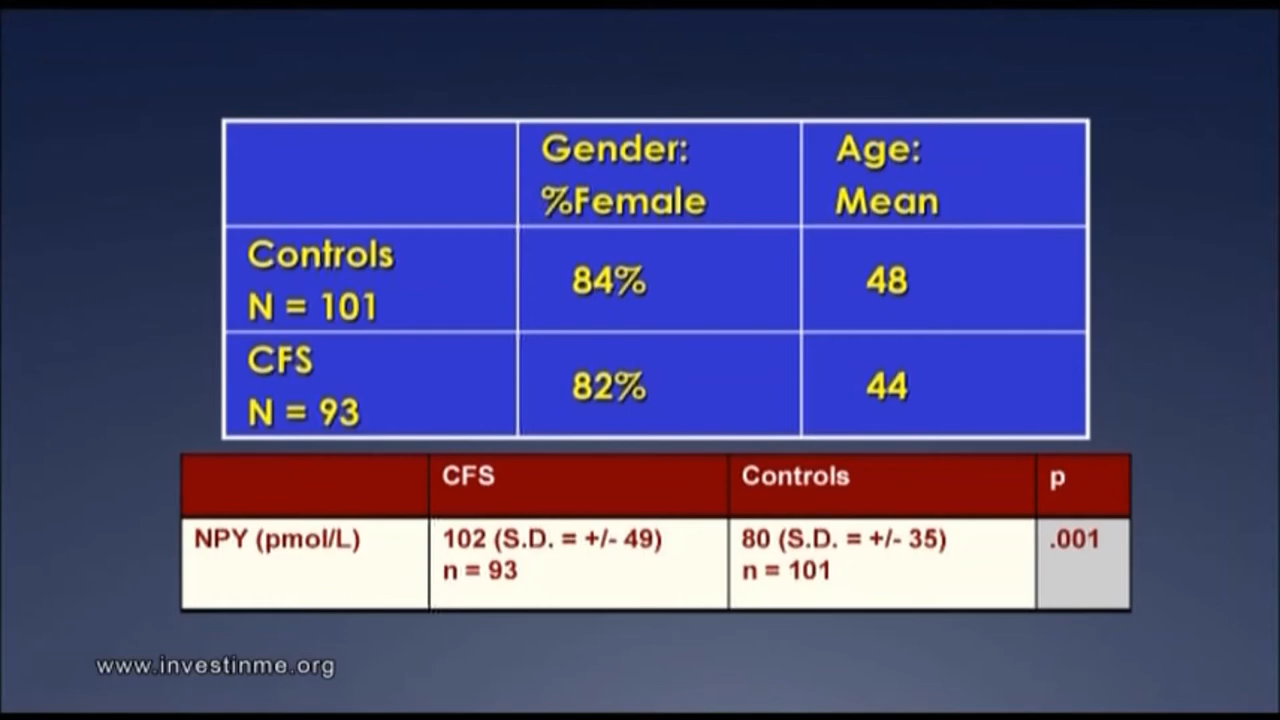 Gender:
%Female
Age:
Mean
Controls
N = 101
84%
48
CFS
N = 93
82%
44
CFS
Controls
p
NPY (pmol/L)
102 (S.D. = +/- 49)
n = 93
80 (S.D. = +/- 35)
n = 101
.001
www.investinme.org